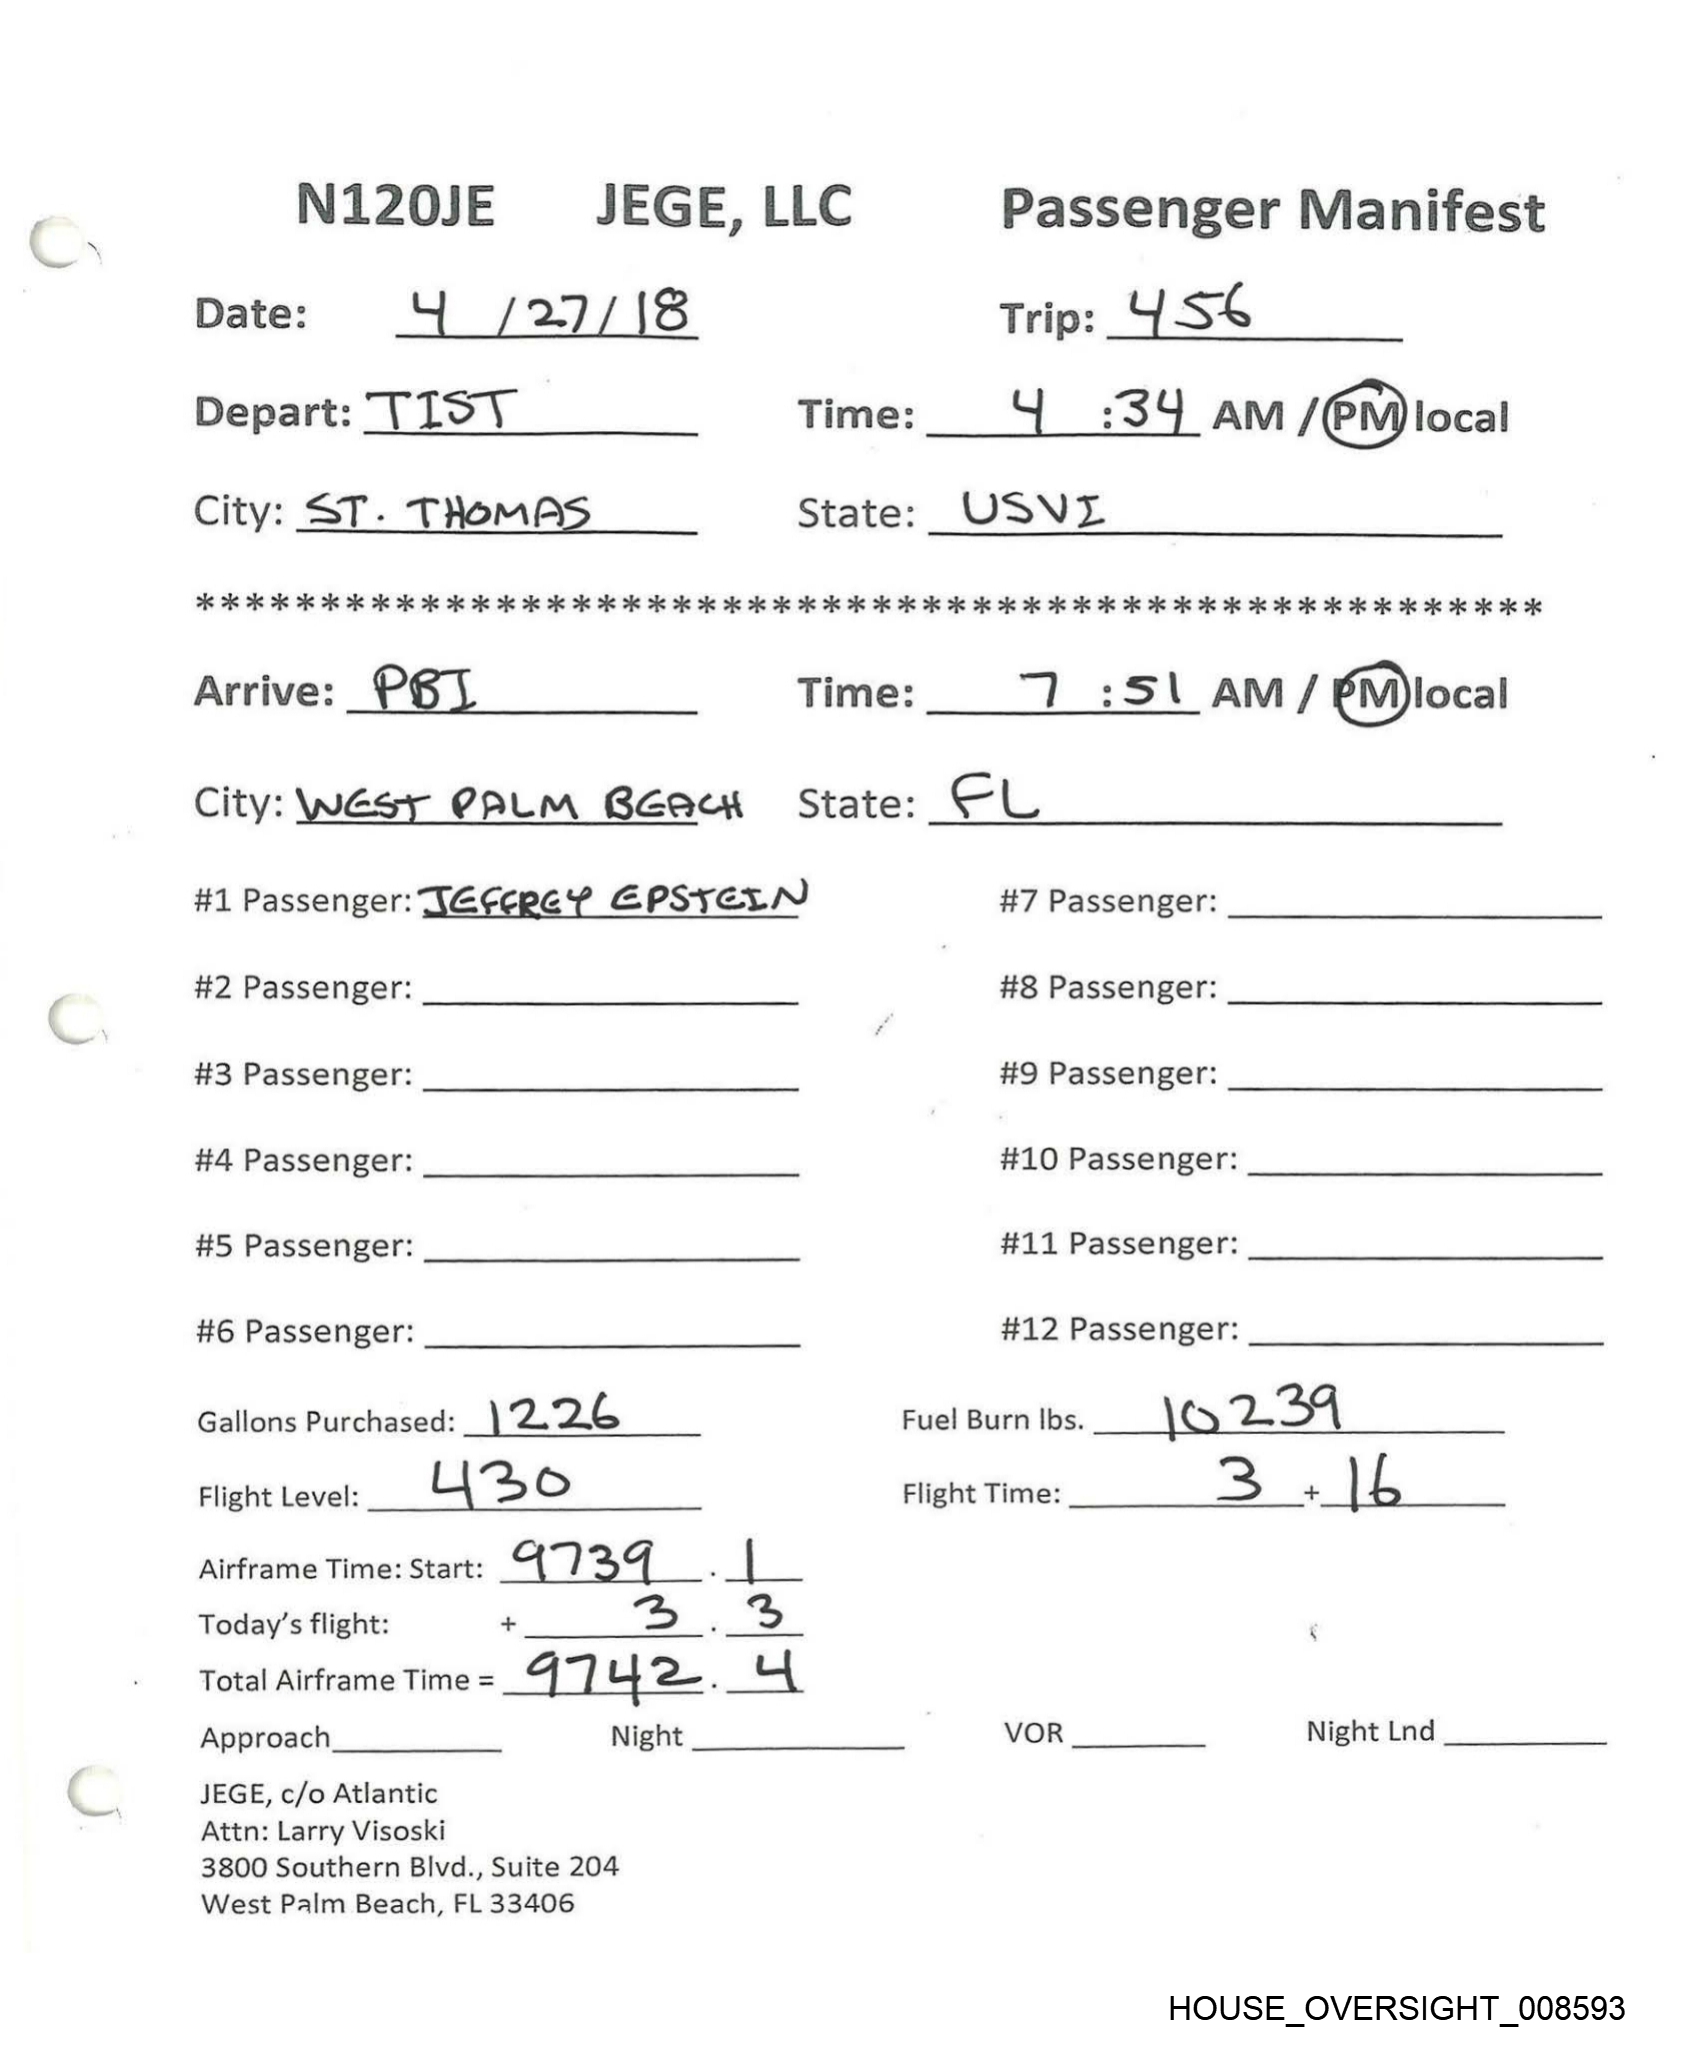 N120JE JEGE, LLC Passenger Manifest
Date: 4 /27/18 Trip: 456
Depart: TIST Time: 4 :34 AM / PM local
City: ST. THOMAS State: USVI
******************************************************
Arrive: PBI Time: 7 :51 AM / PM local
City: WEST PALM BEACH State: FL
#1 Passenger: JEFFREY EPSTEIN #7 Passenger:
#2 Passenger: #8 Passenger:
#3 Passenger: #9 Passenger:
#4 Passenger: #10 Passenger:
#5 Passenger: #11 Passenger:
#6 Passenger: #12 Passenger:
Gallons Purchased: 1226 Fuel Burn lbs. 10239
Flight Level: 430 Flight Time: 3 + 16
Airframe Time: Start: 9739 . 1
Today's flight: + 3 . 3
Total Airframe Time = 9742 . 4
Approach Night VOR Night Lnd
JEGE, c/o Atlantic
Attn: Larry Visoski
3800 Southern Blvd., Suite 204
West Palm Beach, FL 33406
HOUSE_OVERSIGHT_008593